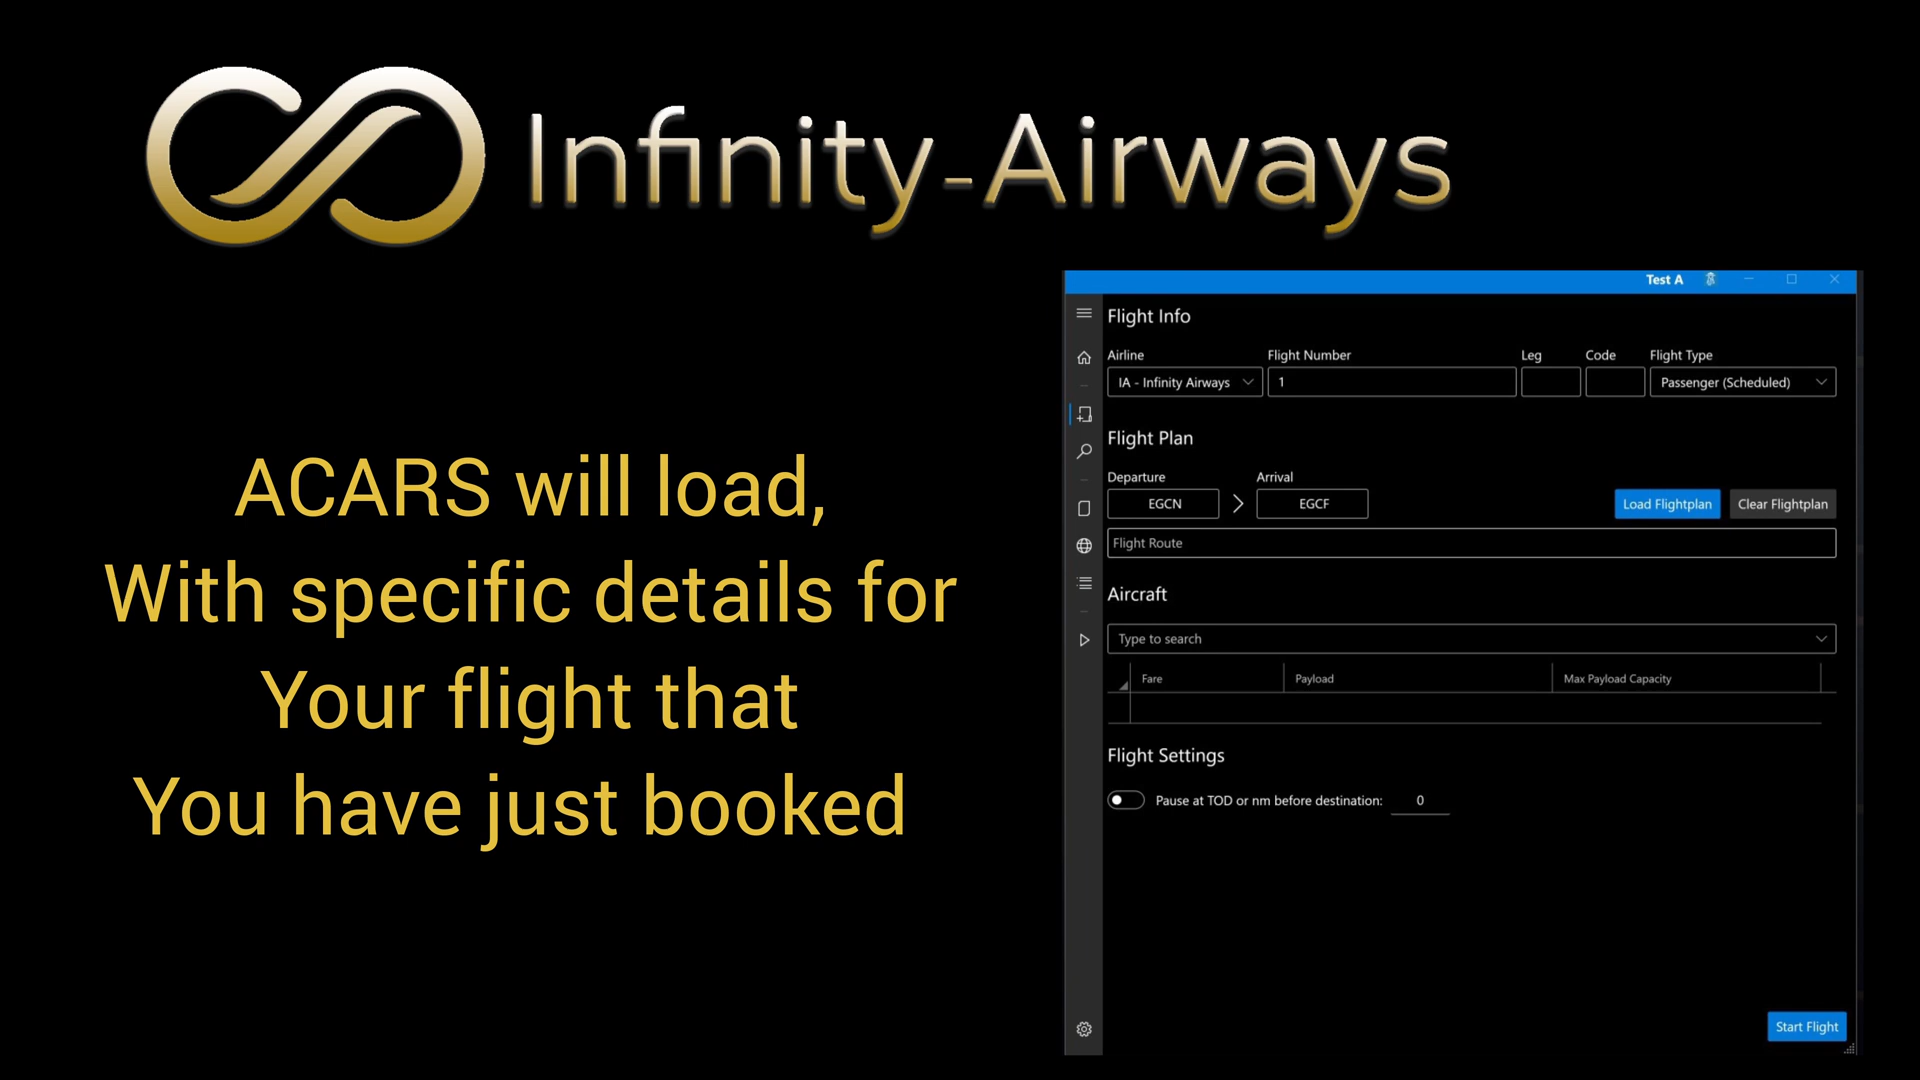 Infinity-Airways
ACARS will load,
With specific details for
Your flight that
You have just booked
Test A
Flight Info
Airline Flight Number Leg Code Flight Type
IA - Infinity Airways 1 Passenger (Scheduled)
Flight Plan
Departure Arrival
EGCN EGCF Load Flightplan Clear Flightplan
Flight Route
Aircraft
Type to search
Fare Payload Max Payload Capacity
Flight Settings
Pause at TOD or nm before destination: 0
Start Flight